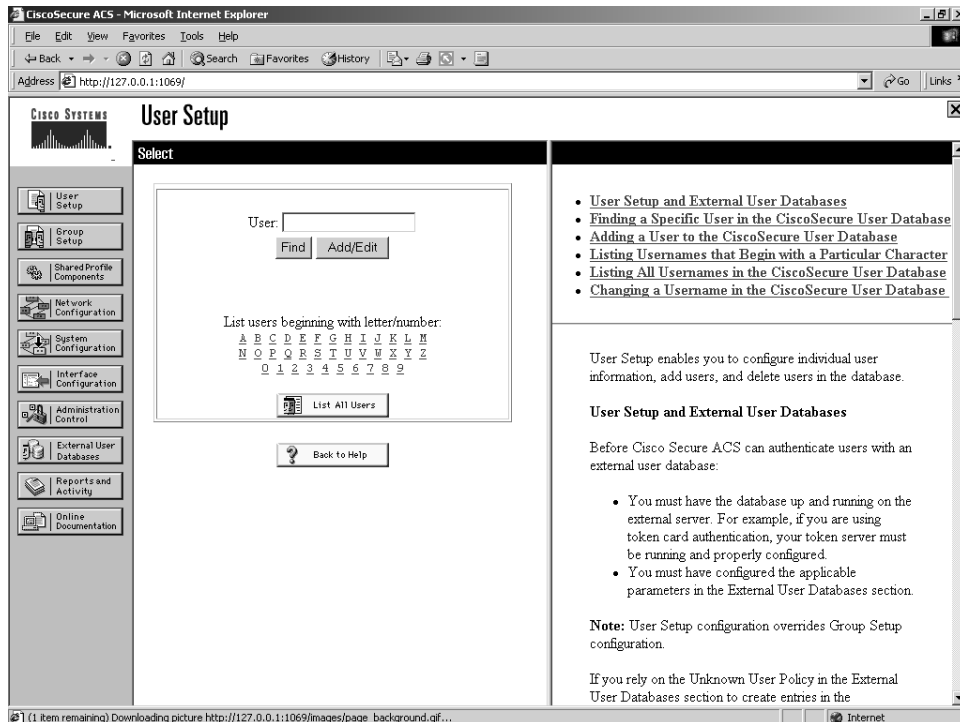 CiscoSecure ACS - Microsoft Internet Explorer
File Edit View Favorites Tools Help
Back Search Favorites History
Address http://127.0.0.1:1069/ Go Links
CISCO SYSTEMS
User Setup
Select
User Setup
Group Setup
Shared Profile Components
Network Configuration
System Configuration
Interface Configuration
Administration Control
External User Databases
Reports and Activity
Online Documentation
User:
Find Add/Edit
List users beginning with letter/number:
A B C D E F G H I J K L M
N O P Q R S T U V W X Y Z
0 1 2 3 4 5 6 7 8 9
List All Users
Back to Help
User Setup and External User Databases
Finding a Specific User in the CiscoSecure User Database
Adding a User to the CiscoSecure User Database
Listing Usernames that Begin with a Particular Character
Listing All Usernames in the CiscoSecure User Database
Changing a Username in the CiscoSecure User Database
User Setup enables you to configure individual user
information, add users, and delete users in the database.
User Setup and External User Databases
Before Cisco Secure ACS can authenticate users with an
external user database:
You must have the database up and running on the
external server. For example, if you are using
token card authentication, your token server must
be running and properly configured.
You must have configured the applicable
parameters in the External User Databases section.
Note: User Setup configuration overrides Group Setup
configuration.
If you rely on the Unknown User Policy in the External
User Databases section to create entries in the
(1 item remaining) Downloading picture http://127.0.0.1:1069/images/page_background.gif...
Internet